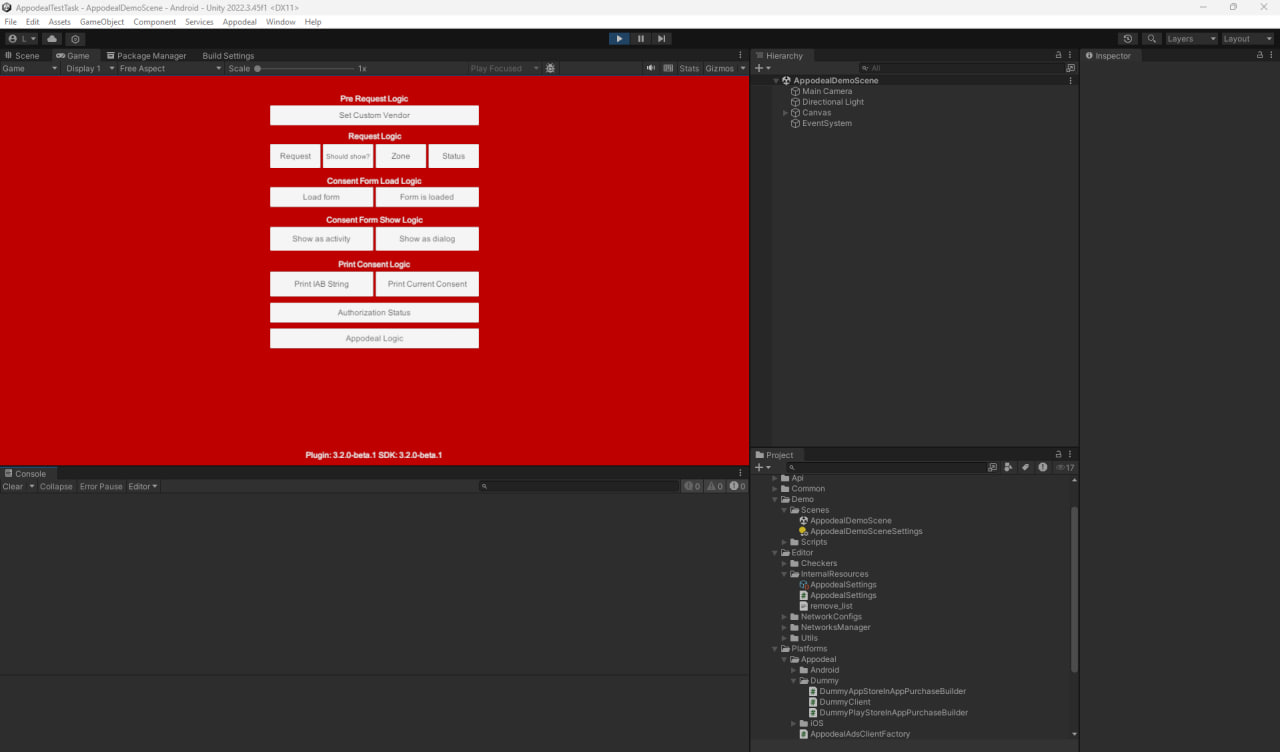 AppodealTestTask - AppodealDemoScene - Android - Unity 2022.3.45f1 <DX11>
File Edit Assets GameObject Component Services Appodeal Window Help
L Layers Layout
Scene Game Package Manager Build Settings
Game Display 1 Free Aspect Scale 1x Play Focused Stats Gizmos
Pre Request Logic
Set Custom Vendor
Request Logic
Request Should show? Zone Status
Consent Form Load Logic
Load form Form is loaded
Consent Form Show Logic
Show as activity Show as dialog
Print Consent Logic
Print IAB String Print Current Consent
Authorization Status
Appodeal Logic
Plugin: 3.2.0-beta.1 SDK: 3.2.0-beta.1
Console
Clear Collapse Error Pause Editor 0 0 0
Hierarchy
All
AppodealDemoScene
Main Camera
Directional Light
Canvas
EventSystem
Project
17
Api
Common
Demo
Scenes
AppodealDemoScene
AppodealDemoSceneSettings
Scripts
Editor
Checkers
InternalResources
AppodealSettings
AppodealSettings
remove_list
NetworkConfigs
NetworksManager
Utils
Platforms
Appodeal
Android
Dummy
DummyAppStoreInAppPurchaseBuilder
DummyClient
DummyPlayStoreInAppPurchaseBuilder
iOS
AppodealAdsClientFactory
Inspector